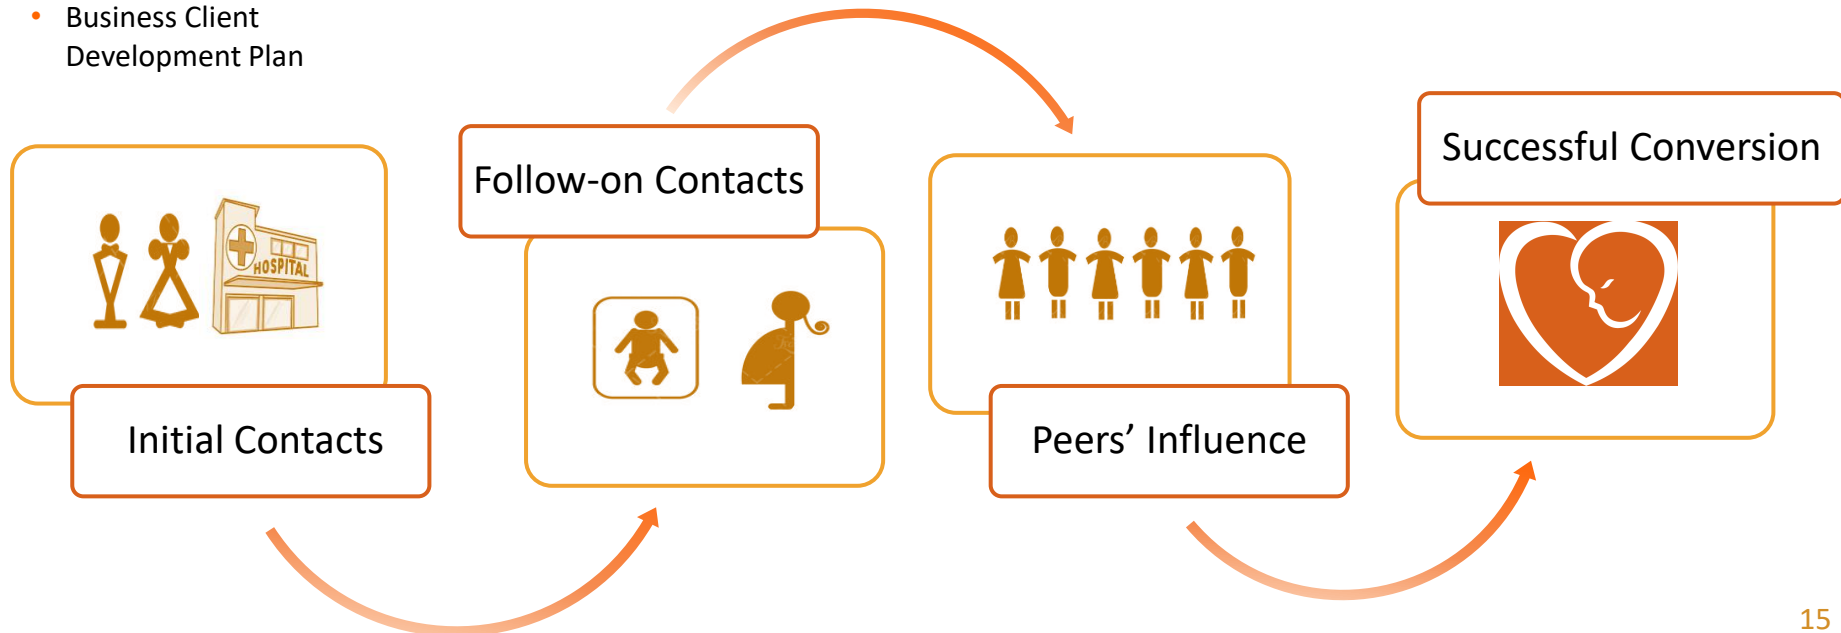 • Business Client
Development Plan
HOSPITAL
Initial Contacts
Follow-on Contacts
Peers’ Influence
Successful Conversion
15